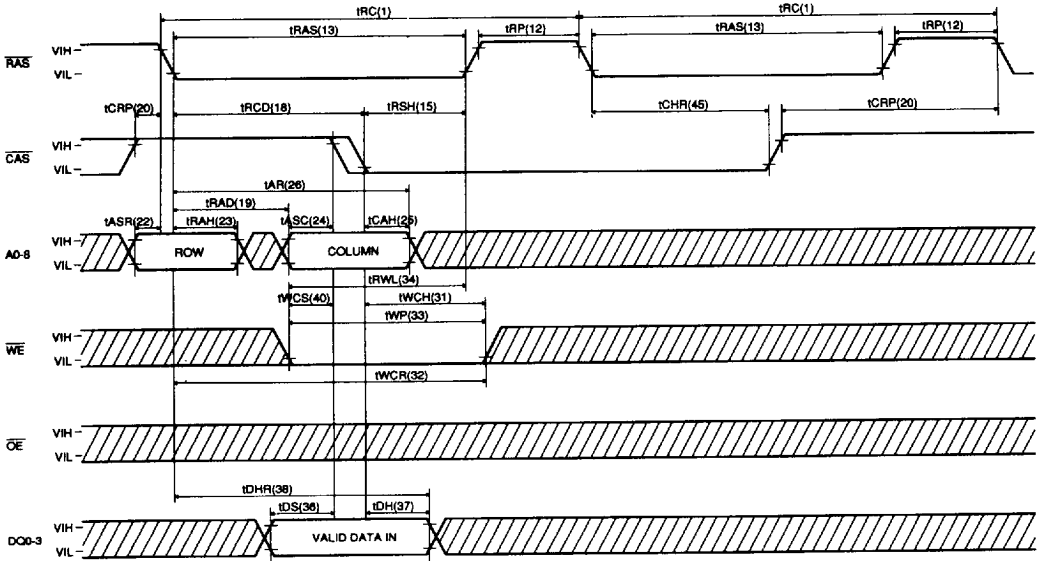 tRC(1) tRC(1)
tRAS(13) tRP(12) tRAS(13) tRP(12)
RAS VIH
VIL
tCRP(20) tRCD(18) tRSH(15) tCHR(45) tCRP(20)
CAS VIH
VIL
tAR(26)
tRAD(19)
tASR(22) tRAH(23) tASC(24) tCAH(25)
A0-8 VIH
VIL
ROW COLUMN
tRWL(34)
tWCS(40) tWCH(31)
tWP(33)
WE VIH
VIL
tWCR(32)
OE VIH
VIL
tDHR(38)
tDS(36) tDH(37)
DQ0-3 VIH
VIL
VALID DATA IN